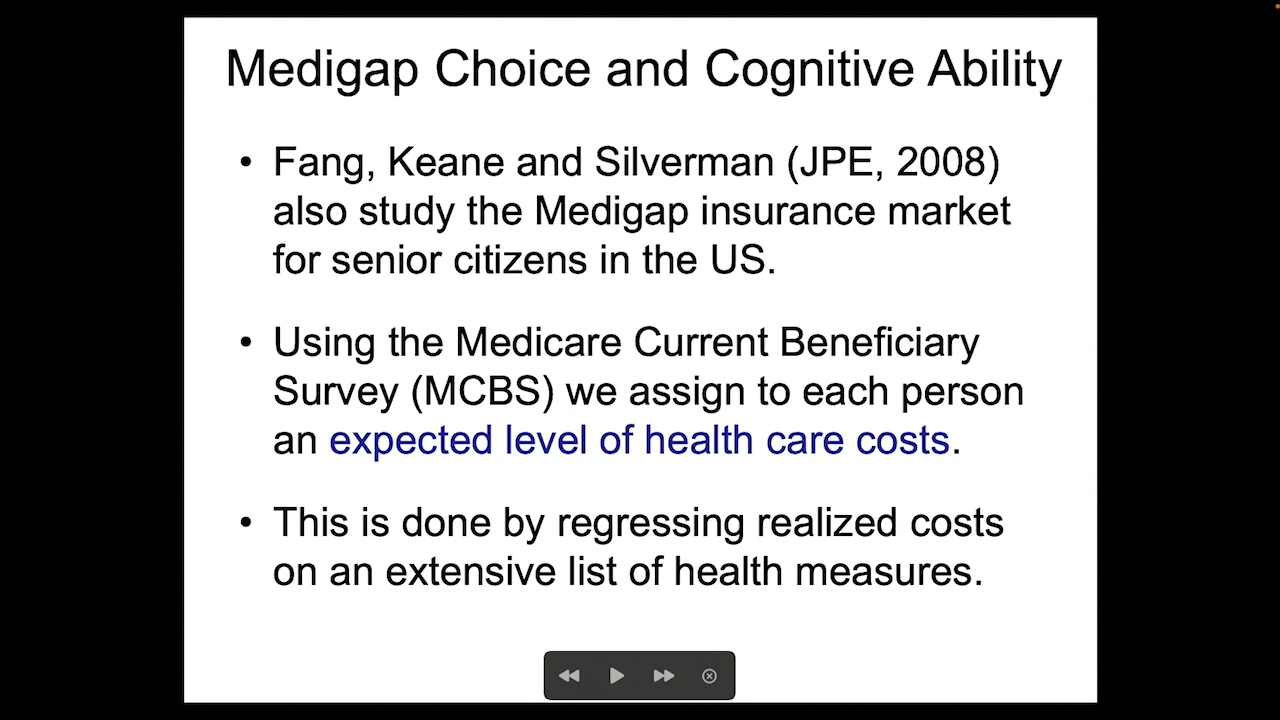 Medigap Choice and Cognitive Ability
• Fang, Keane and Silverman (JPE, 2008)
also study the Medigap insurance market
for senior citizens in the US.
• Using the Medicare Current Beneficiary
Survey (MCBS) we assign to each person
an expected level of health care costs.
• This is done by regressing realized costs
on an extensive list of health measures.